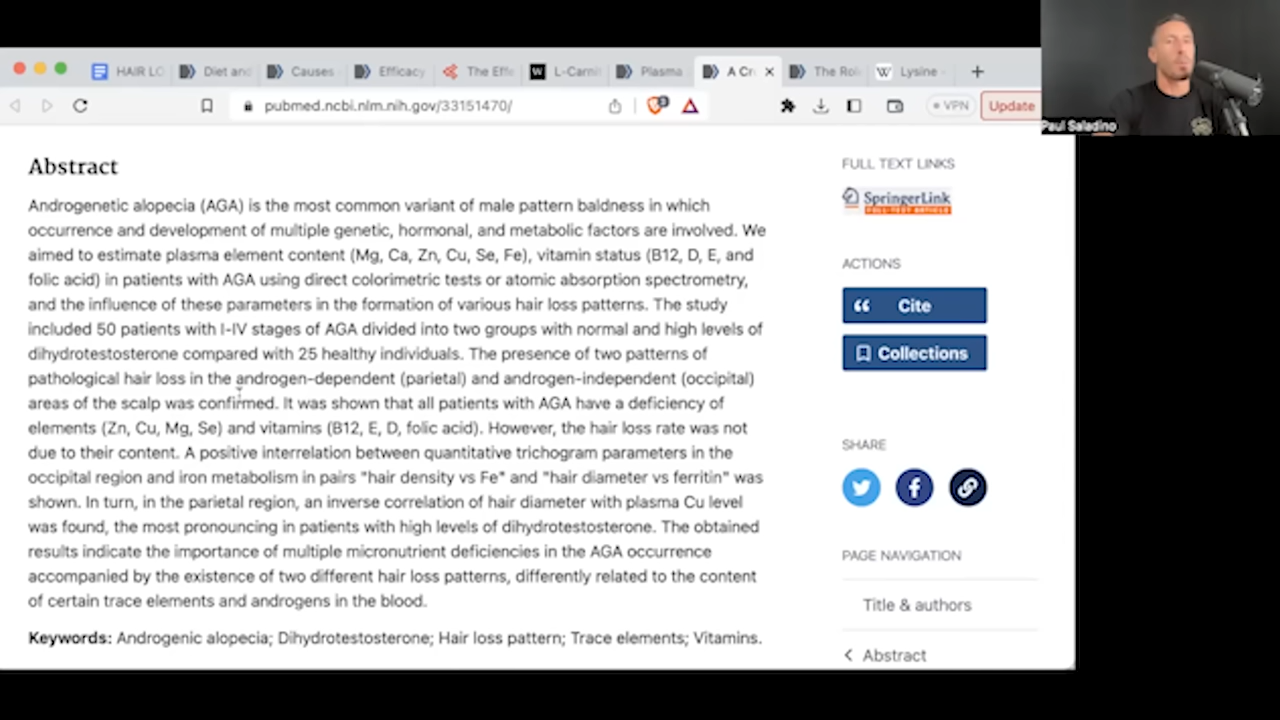 HAIR LO
Diet and
Causes
Efficacy
The Effe
L-Carni
Plasma
A Cr
The Rol
Lysine -
pubmed.ncbi.nlm.nih.gov/33151470/
VPN
Update
Paul Saladino
Abstract
Androgenetic alopecia (AGA) is the most common variant of male pattern baldness in which
occurrence and development of multiple genetic, hormonal, and metabolic factors are involved. We
aimed to estimate plasma element content (Mg, Ca, Zn, Cu, Se, Fe), vitamin status (B12, D, E, and
folic acid) in patients with AGA using direct colorimetric tests or atomic absorption spectrometry,
and the influence of these parameters in the formation of various hair loss patterns. The study
included 50 patients with I-IV stages of AGA divided into two groups with normal and high levels of
dihydrotestosterone compared with 25 healthy individuals. The presence of two patterns of
pathological hair loss in the androgen-dependent (parietal) and androgen-independent (occipital)
areas of the scalp was confirmed. It was shown that all patients with AGA have a deficiency of
elements (Zn, Cu, Mg, Se) and vitamins (B12, E, D, folic acid). However, the hair loss rate was not
due to their content. A positive interrelation between quantitative trichogram parameters in the
occipital region and iron metabolism in pairs "hair density vs Fe" and "hair diameter vs ferritin" was
shown. In turn, in the parietal region, an inverse correlation of hair diameter with plasma Cu level
was found, the most pronouncing in patients with high levels of dihydrotestosterone. The obtained
results indicate the importance of multiple micronutrient deficiencies in the AGA occurrence
accompanied by the existence of two different hair loss patterns, differently related to the content
of certain trace elements and androgens in the blood.
Keywords: Androgenic alopecia; Dihydrotestosterone; Hair loss pattern; Trace elements; Vitamins.
FULL TEXT LINKS
SpringerLink
FULL-TEXT ARTICLE
ACTIONS
Cite
Collections
SHARE
PAGE NAVIGATION
Title & authors
Abstract